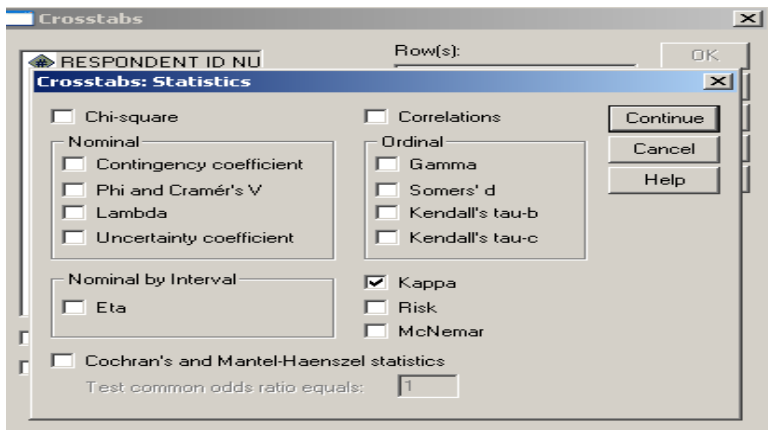 Crosstabs
RESPONDENT ID NU
Row(s):
OK
Crosstabs: Statistics
Chi-square
Correlations
Continue
Cancel
Help
Nominal
Contingency coefficient
Phi and Cramér's V
Lambda
Uncertainty coefficient
Ordinal
Gamma
Somers' d
Kendall's tau-b
Kendall's tau-c
Nominal by Interval
Eta
Kappa
Risk
McNemar
Cochran's and Mantel-Haenszel statistics
Test common odds ratio equals: 1